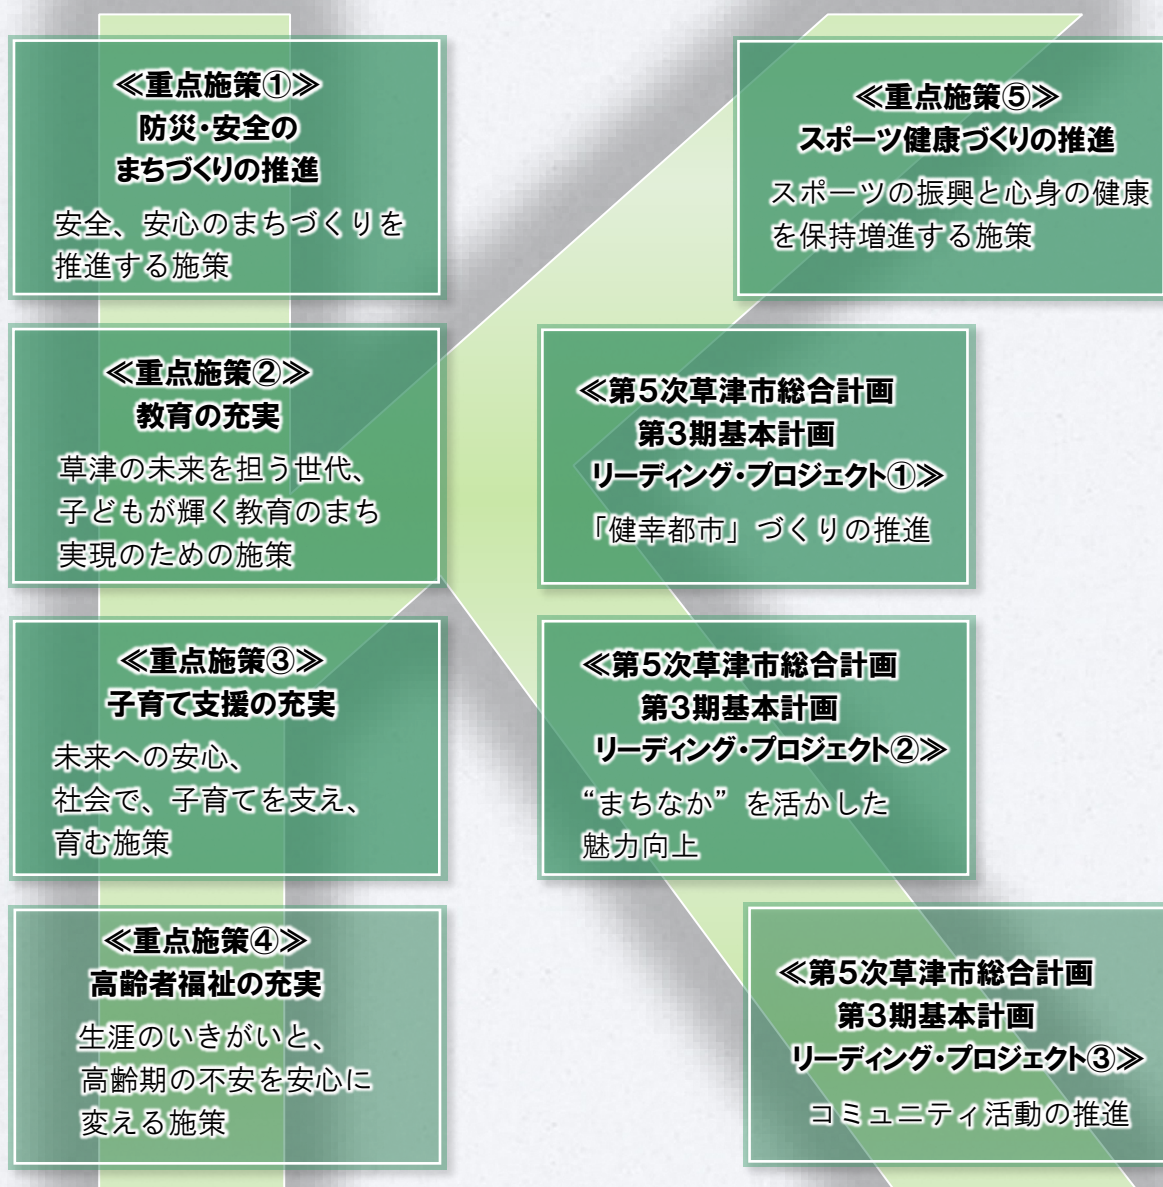 ≪重点施策①≫
防災・安全の
まちづくりの推進
安全、安心のまちづくりを
推進する施策
≪重点施策②≫
教育の充実
草津の未来を担う世代、
子どもが輝く教育のまち
実現のための施策
≪重点施策③≫
子育て支援の充実
未来への安心、
社会で、子育てを支え、
育む施策
≪重点施策④≫
高齢者福祉の充実
生涯のいきがいと、
高齢期の不安を安心に
変える施策
≪重点施策⑤≫
スポーツ健康づくりの推進
スポーツの振興と心身の健康
を保持増進する施策
≪第5次草津市総合計画
第3期基本計画
リーディング・プロジェクト①≫
「健幸都市」づくりの推進
≪第5次草津市総合計画
第3期基本計画
リーディング・プロジェクト②≫
“まちなか”を活かした
魅力向上
≪第5次草津市総合計画
第3期基本計画
リーディング・プロジェクト③≫
コミュニティ活動の推進